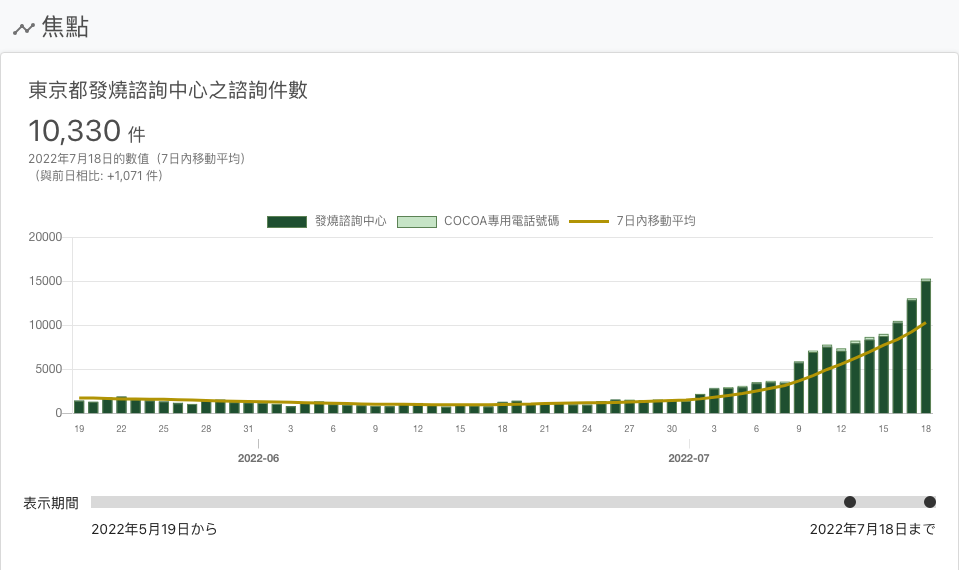 焦點
東京都發燒諮詢中心之諮詢件數
10,330 件
2022年7月18日的數值（7日內移動平均）
（與前日相比: +1,071 件）
發燒諮詢中心 COCOA專用電話號碼 7日內移動平均
20000
15000
10000
5000
0
19 22 25 28 31 3 6 9 12 15 18 21 24 27 30 3 6 9 12 15 18
2022-06 2022-07
表示期間
2022年5月19日から 2022年7月18日まで